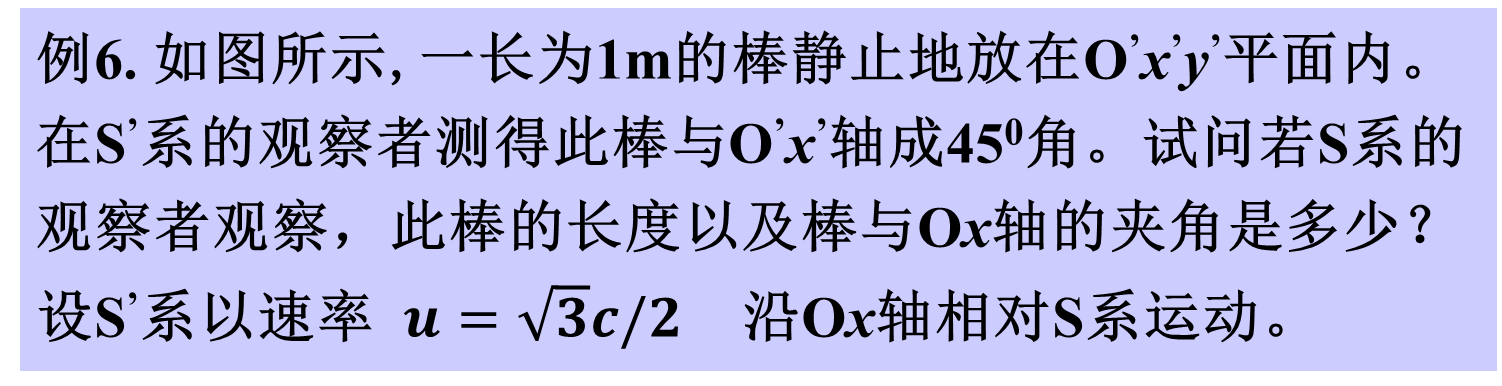 例6. 如图所示, 一长为1m的棒静止地放在O’x’y’平面内。
在S’系的观察者测得此棒与O’x’轴成45⁰角。试问若S系的
观察者观察，此棒的长度以及棒与Ox轴的夹角是多少？
设S’系以速率 u = √3c/2 沿Ox轴相对S系运动。